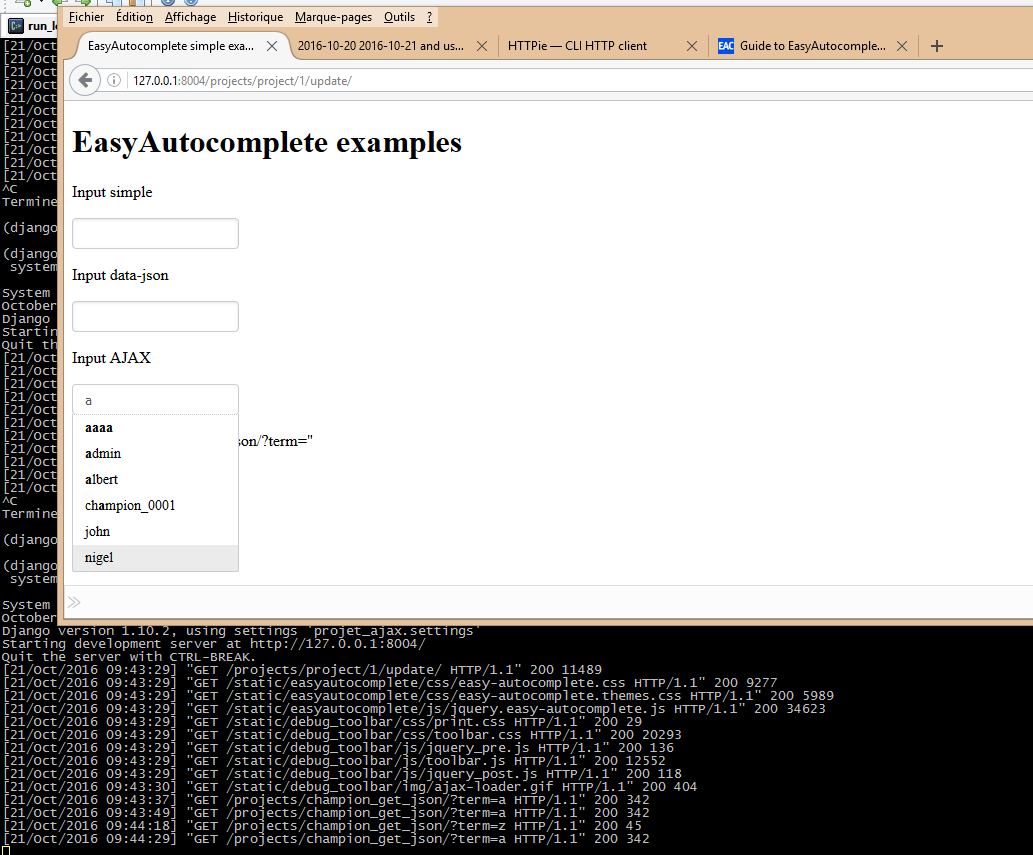 Fichier Édition Affichage Historique Marque-pages Outils ?
EasyAutocomplete simple exa... 2016-10-20 2016-10-21 and us... HTTPie — CLI HTTP client EAC Guide to EasyAutocomple...
127.0.0.1:8004/projects/project/1/update/
EasyAutocomplete examples
Input simple
Input data-json
Input AJAX
a
aaaa
son/?term="
admin
albert
champion_0001
john
nigel
[21/Oct
[21/Oct
[21/Oct
[21/Oct
[21/Oct
[21/Oct
[21/Oct
[21/Oct
[21/Oct
[21/Oct
[21/Oct
^C
Termine
(django
(django
system
System
October
Django
Startin
Quit th
[21/Oct
[21/Oct
[21/Oct
[21/Oct
[21/Oct
[21/Oct
[21/Oct
[21/Oct
[21/Oct
[21/Oct
[21/Oct
^C
Termine
(django
(django
system
System
October
Django version 1.10.2, using settings 'projet_ajax.settings'
Starting development server at http://127.0.0.1:8004/
Quit the server with CTRL-BREAK.
[21/Oct/2016 09:43:29] "GET /projects/project/1/update/ HTTP/1.1" 200 11489
[21/Oct/2016 09:43:29] "GET /static/easyautocomplete/css/easy-autocomplete.css HTTP/1.1" 200 9277
[21/Oct/2016 09:43:29] "GET /static/easyautocomplete/css/easy-autocomplete.themes.css HTTP/1.1" 200 5989
[21/Oct/2016 09:43:29] "GET /static/easyautocomplete/js/jquery.easy-autocomplete.js HTTP/1.1" 200 34623
[21/Oct/2016 09:43:29] "GET /static/debug_toolbar/css/print.css HTTP/1.1" 200 29
[21/Oct/2016 09:43:29] "GET /static/debug_toolbar/css/toolbar.css HTTP/1.1" 200 20293
[21/Oct/2016 09:43:29] "GET /static/debug_toolbar/js/jquery_pre.js HTTP/1.1" 200 136
[21/Oct/2016 09:43:29] "GET /static/debug_toolbar/js/toolbar.js HTTP/1.1" 200 12552
[21/Oct/2016 09:43:29] "GET /static/debug_toolbar/js/jquery_post.js HTTP/1.1" 200 118
[21/Oct/2016 09:43:30] "GET /static/debug_toolbar/img/ajax-loader.gif HTTP/1.1" 200 404
[21/Oct/2016 09:43:37] "GET /projects/champion_get_json/?term=a HTTP/1.1" 200 342
[21/Oct/2016 09:43:49] "GET /projects/champion_get_json/?term=a HTTP/1.1" 200 342
[21/Oct/2016 09:44:18] "GET /projects/champion_get_json/?term=z HTTP/1.1" 200 45
[21/Oct/2016 09:44:29] "GET /projects/champion_get_json/?term=a HTTP/1.1" 200 342